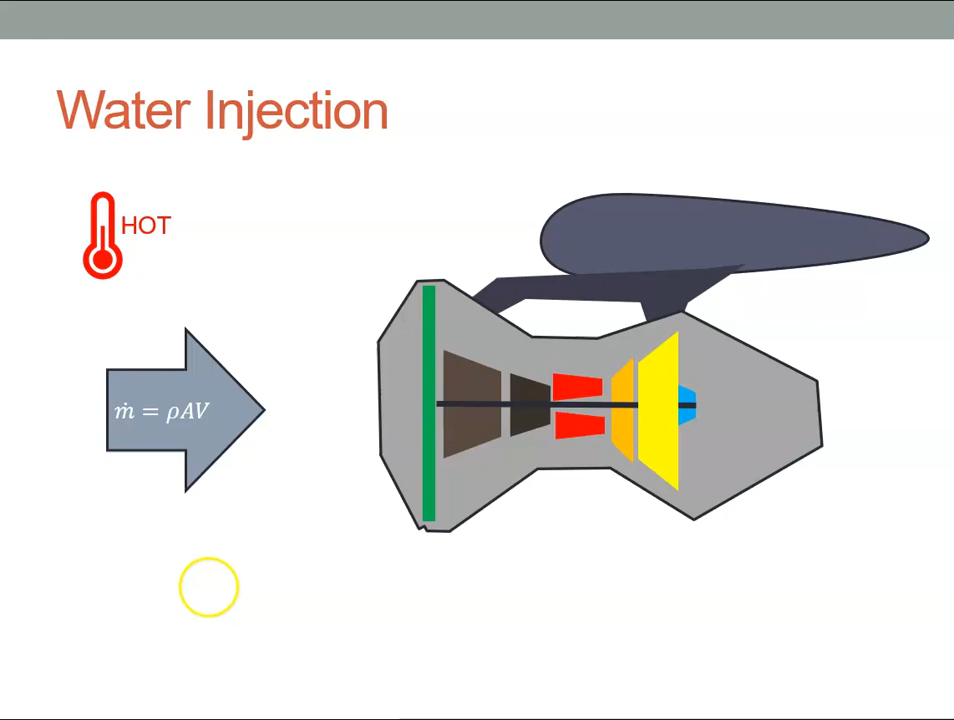 Water Injection
HOT
ṁ = ρAV